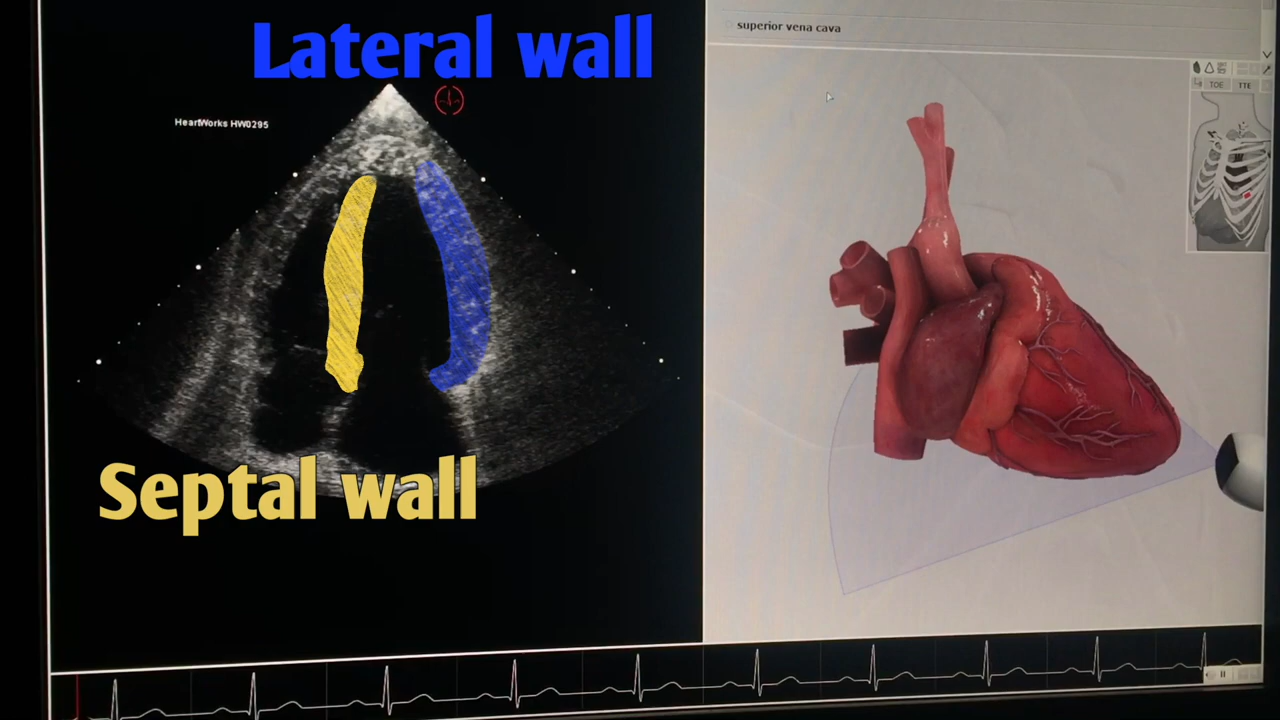 Lateral wall
HeartWorks HW0295
Septal wall
superior vena cava
TOE
TTE